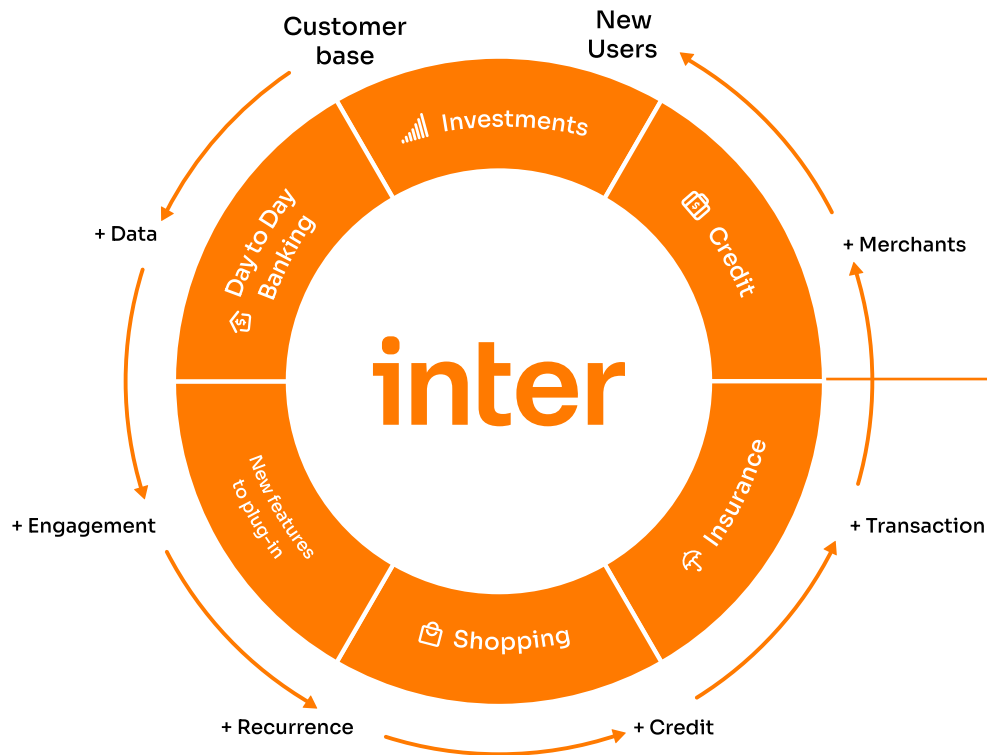 Customer
base
New
Users
Investments
Day to Day
Banking
Credit
+ Data
+ Merchants
inter
New features
to plug-in
Insurance
+ Engagement
+ Transaction
Shopping
+ Recurrence
+ Credit